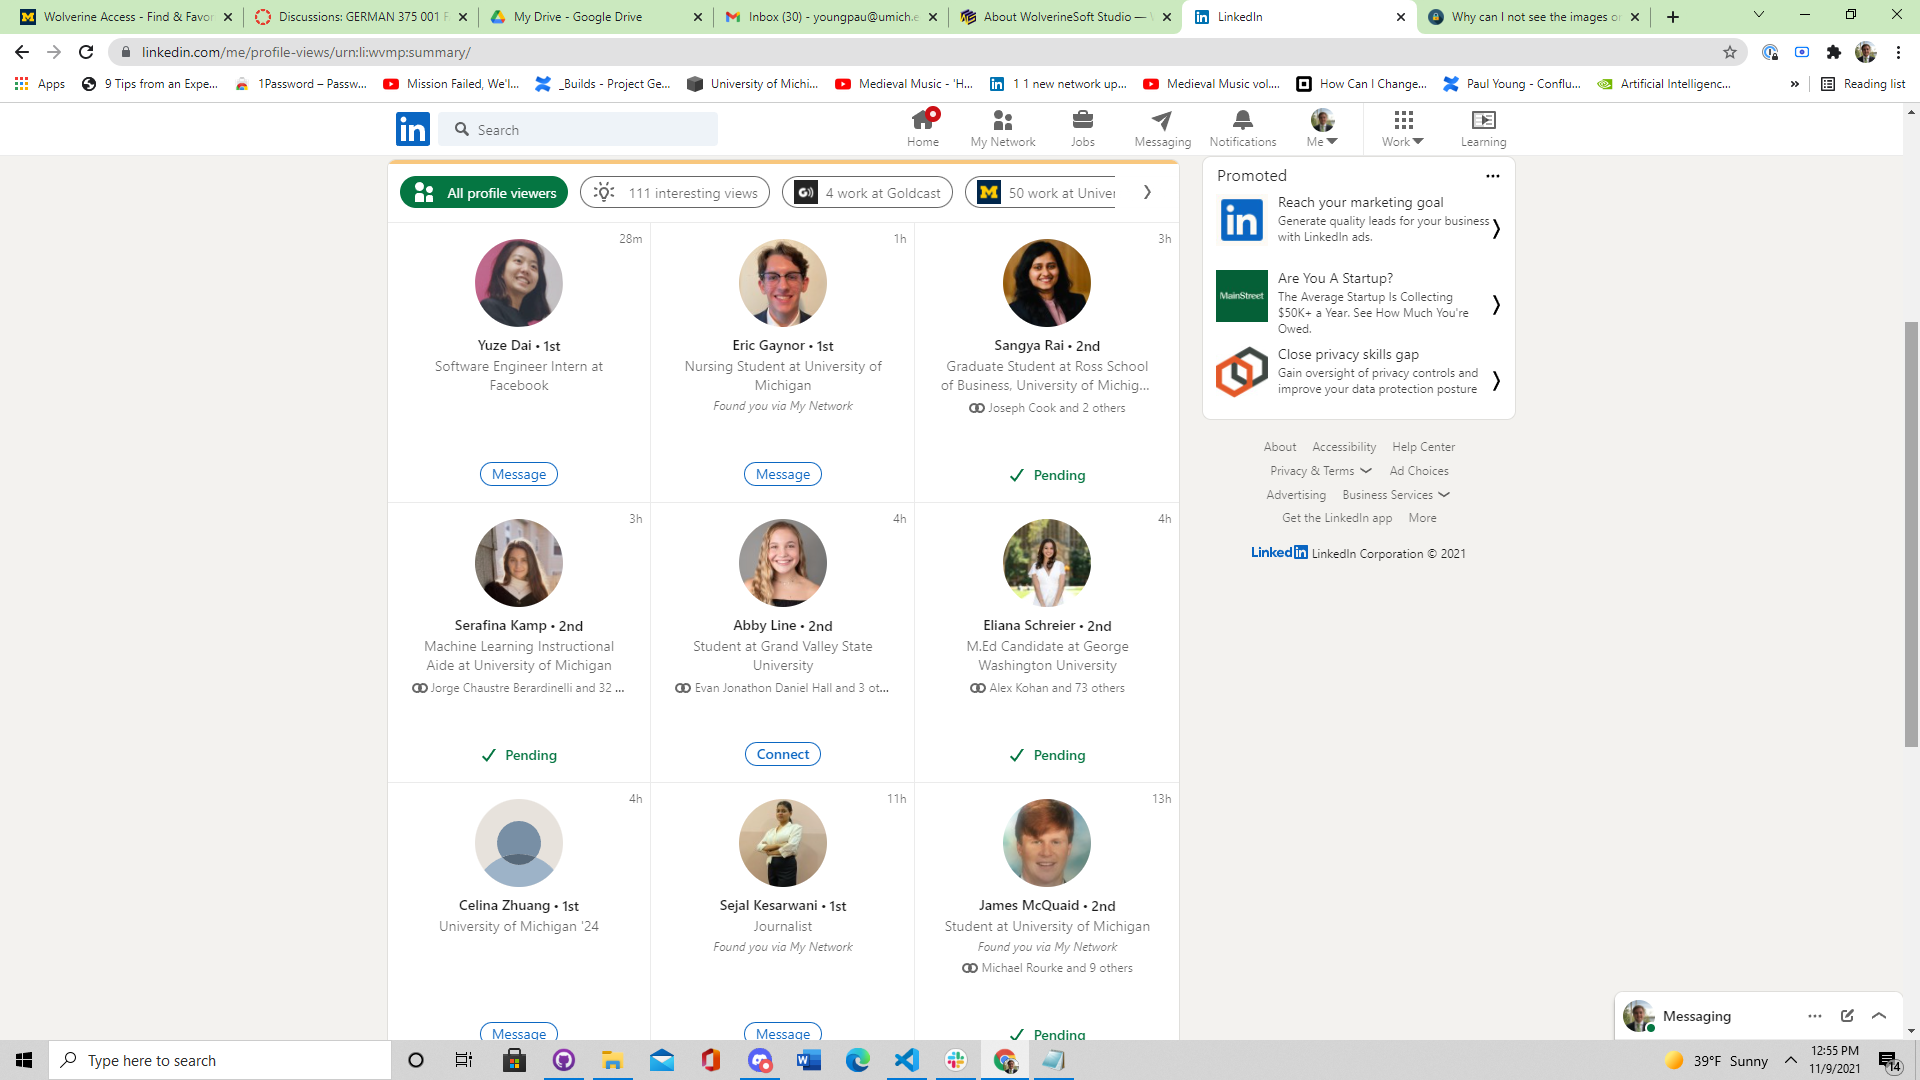 Wolverine Access - Find & Favor
Discussions: GERMAN 375 001 F
My Drive - Google Drive
Inbox (30) - youngpau@umich.e
About WolverineSoft Studio —
LinkedIn
Why can I not see the images o
linkedin.com/me/profile-views/urn:li:wvmp:summary/
Apps
9 Tips from an Expe...
1Password – Passw...
Mission Failed, We'l...
_Builds - Project Ge...
University of Michi...
Medieval Music - 'H...
1 1 new network up...
Medieval Music vol....
How Can I Change...
Paul Young - Conflu...
Artificial Intelligenc...
»
Reading list
in
Search
Home
My Network
Jobs
Messaging
Notifications
Me
Work
Learning
All profile viewers
111 interesting views
4 work at Goldcast
50 work at Univer
28m
Yuze Dai • 1st
Software Engineer Intern at
Facebook
Message
1h
Eric Gaynor • 1st
Nursing Student at University of
Michigan
Found you via My Network
Message
3h
Sangya Rai • 2nd
Graduate Student at Ross School
of Business, University of Michig...
Joseph Cook and 2 others
Pending
3h
Serafina Kamp • 2nd
Machine Learning Instructional
Aide at University of Michigan
Jorge Chaustre Berardinelli and 32 ...
Pending
4h
Abby Line • 2nd
Student at Grand Valley State
University
Evan Jonathon Daniel Hall and 3 ot...
Connect
4h
Eliana Schreier • 2nd
M.Ed Candidate at George
Washington University
Alex Kohan and 73 others
Pending
4h
Celina Zhuang • 1st
University of Michigan '24
Message
11h
Sejal Kesarwani • 1st
Journalist
Found you via My Network
Message
13h
James McQuaid • 2nd
Student at University of Michigan
Found you via My Network
Michael Rourke and 9 others
Pending
Promoted
in
Reach your marketing goal
Generate quality leads for your business
with LinkedIn ads.
MainStreet
Are You A Startup?
The Average Startup Is Collecting
$50K+ a Year. See How Much You're
Owed.
Close privacy skills gap
Gain oversight of privacy controls and
improve your data protection posture
About Accessibility Help Center
Privacy & Terms Ad Choices
Advertising Business Services
Get the LinkedIn app More
LinkedIn LinkedIn Corporation © 2021
Messaging
Type here to search
39°F Sunny
12:55 PM
11/9/2021
14